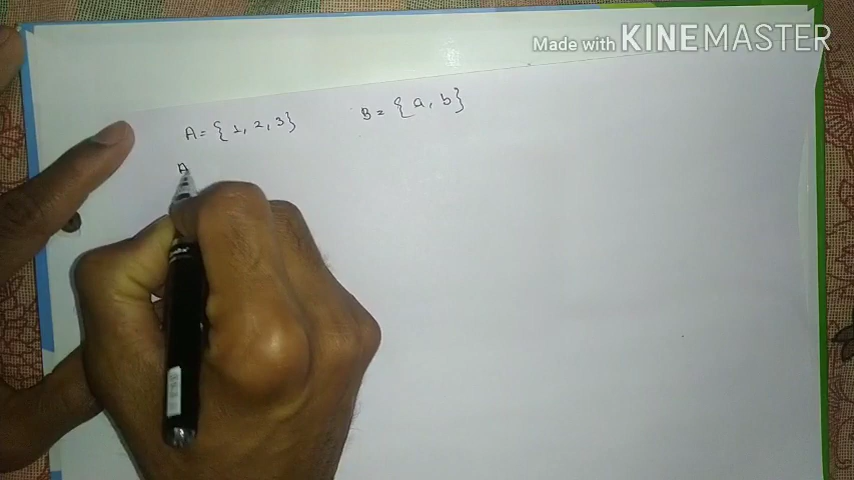 Made with KINEMASTER
A = {1, 2, 3} B = {a, b}
A